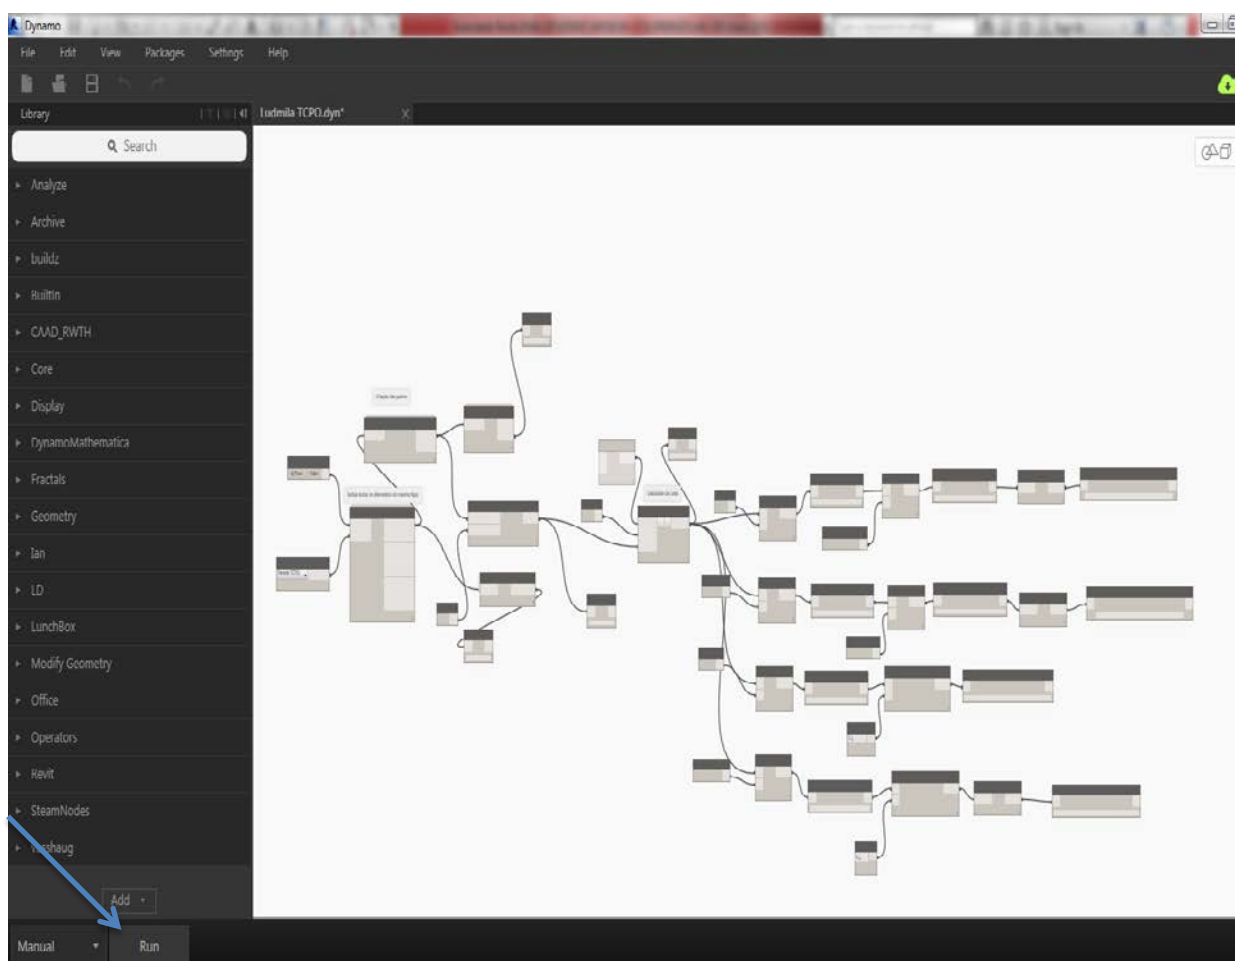 Dynamo
File Edit View Packages Settings Help
Library
Ludmila TCPO.dyn*
Search
Analyze
Archive
buildz
BuiltIn
CAAD_RWTH
Core
Display
DynamoMathematica
Fractals
Geometry
Ian
LD
LunchBox
Modify Geometry
Office
Operators
Revit
SteamNodes
Add
Manual
Run